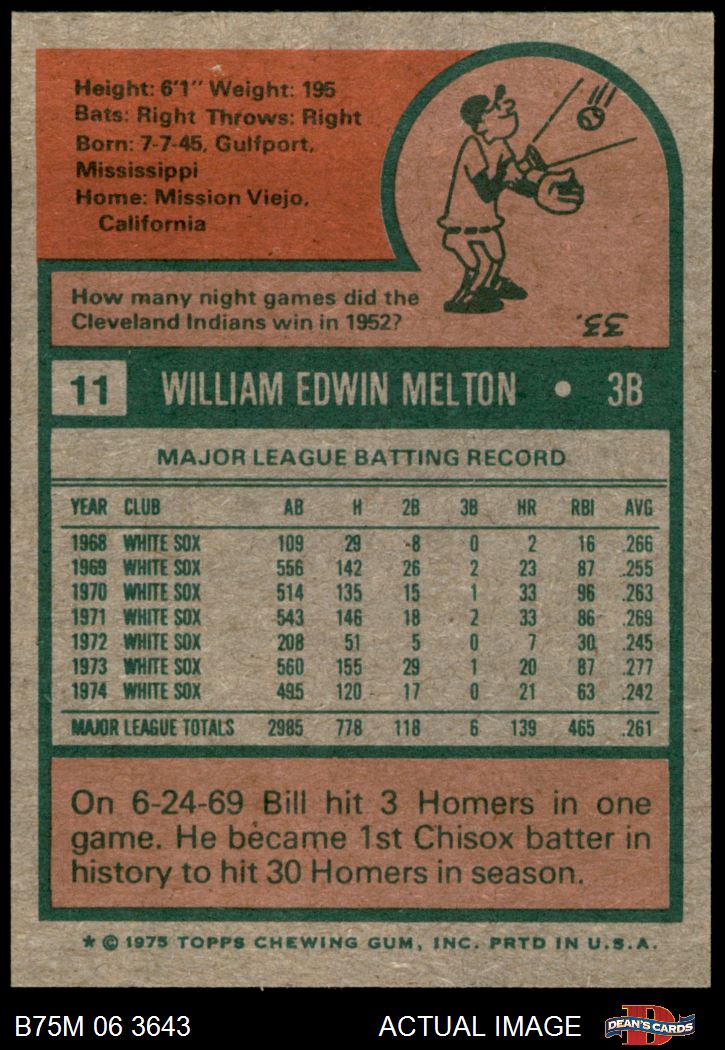 Height: 6'1" Weight: 195
Bats: Right Throws: Right
Born: 7-7-45, Gulfport,
Mississippi
Home: Mission Viejo,
California
How many night games did the
Cleveland Indians win in 1952?
33.
11 WILLIAM EDWIN MELTON • 3B
MAJOR LEAGUE BATTING RECORD
YEAR CLUB AB H 2B 3B HR RBI AVG
1968 WHITE SOX 109 29 8 0 2 16 .266
1969 WHITE SOX 556 142 26 2 23 87 .255
1970 WHITE SOX 514 135 15 1 33 96 .263
1971 WHITE SOX 543 146 18 2 33 86 .269
1972 WHITE SOX 208 51 5 0 7 30 .245
1973 WHITE SOX 560 155 29 1 20 87 .277
1974 WHITE SOX 495 120 17 0 21 63 .242
MAJOR LEAGUE TOTALS 2985 778 118 6 139 465 .261
On 6-24-69 Bill hit 3 Homers in one
game. He became 1st Chisox batter in
history to hit 30 Homers in season.
* © 1975 TOPPS CHEWING GUM, INC. PRTD IN U.S.A.
B75M 06 3643 ACTUAL IMAGE
D
DEAN'S CARDS